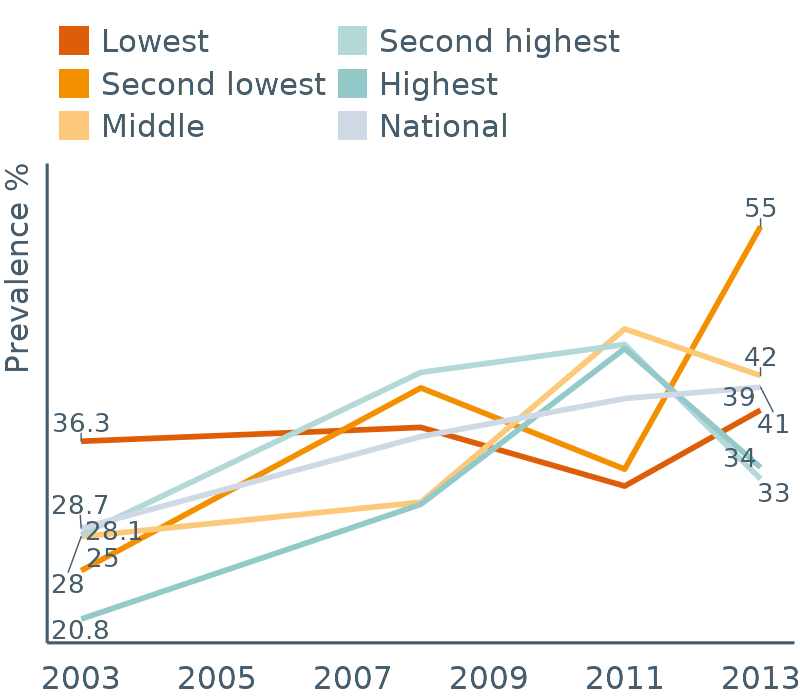 Lowest
Second highest
Second lowest
Highest
Middle
National
Prevalence %
55
42
39
41
36.3
34
33
28.7
28.1
25
28
20.8
2003 2005 2007 2009 2011 2013